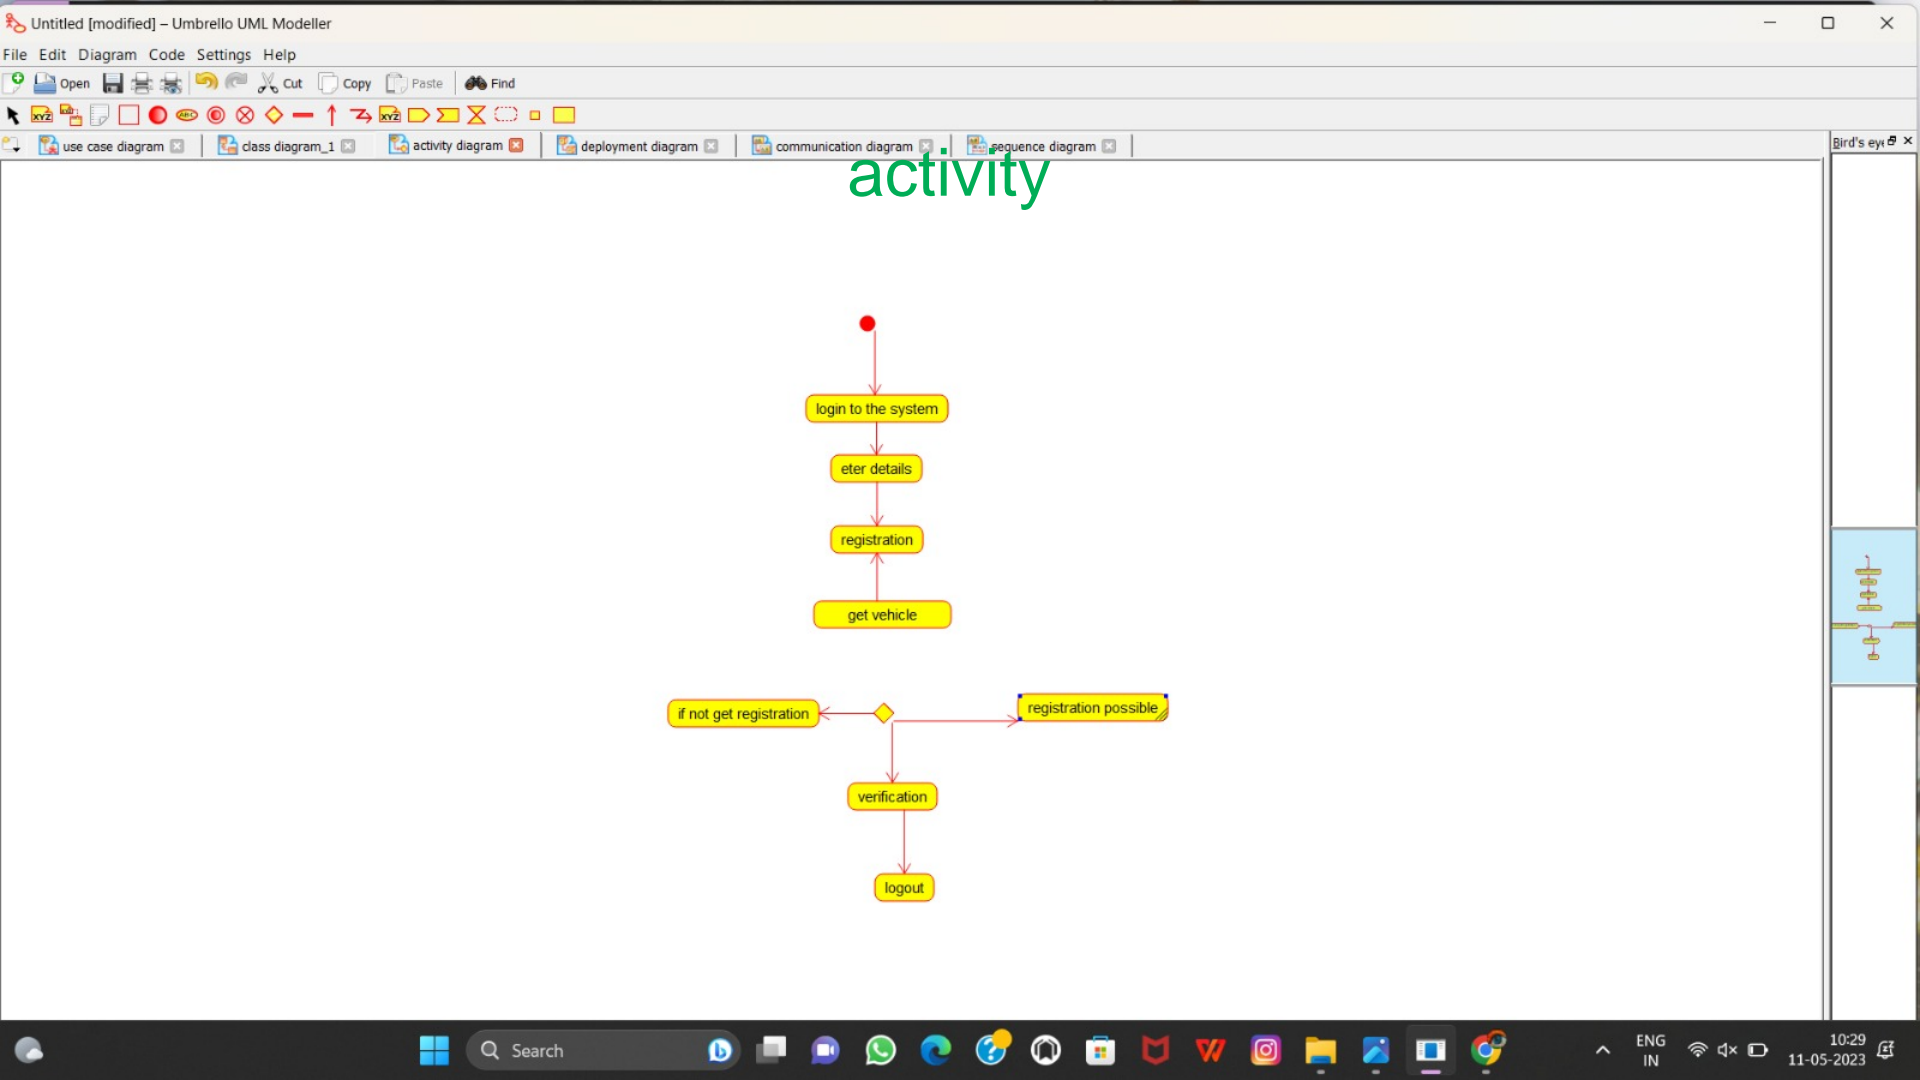 Untitled [modified] – Umbrello UML Modeller
File Edit Diagram Code Settings Help
Open Cut Copy Paste Find
XYZ ABC XYZ
use case diagram class diagram_1 activity diagram deployment diagram communication diagram sequence diagram Bird's eye
activity
login to the system
eter details
registration
get vehicle
if not get registration registration possible
verification
logout
Search ENG 10:29
IN 11-05-2023